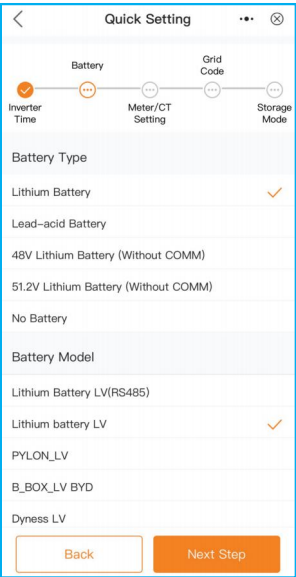 Quick Setting
Battery
Grid
Code
Inverter
Time
Meter/CT
Setting
Storage
Mode
Battery Type
Lithium Battery
Lead-acid Battery
48V Lithium Battery (Without COMM)
51.2V Lithium Battery (Without COMM)
No Battery
Battery Model
Lithium Battery LV(RS485)
Lithium battery LV
PYLON_LV
B_BOX_LV BYD
Dyness LV
Back
Next Step